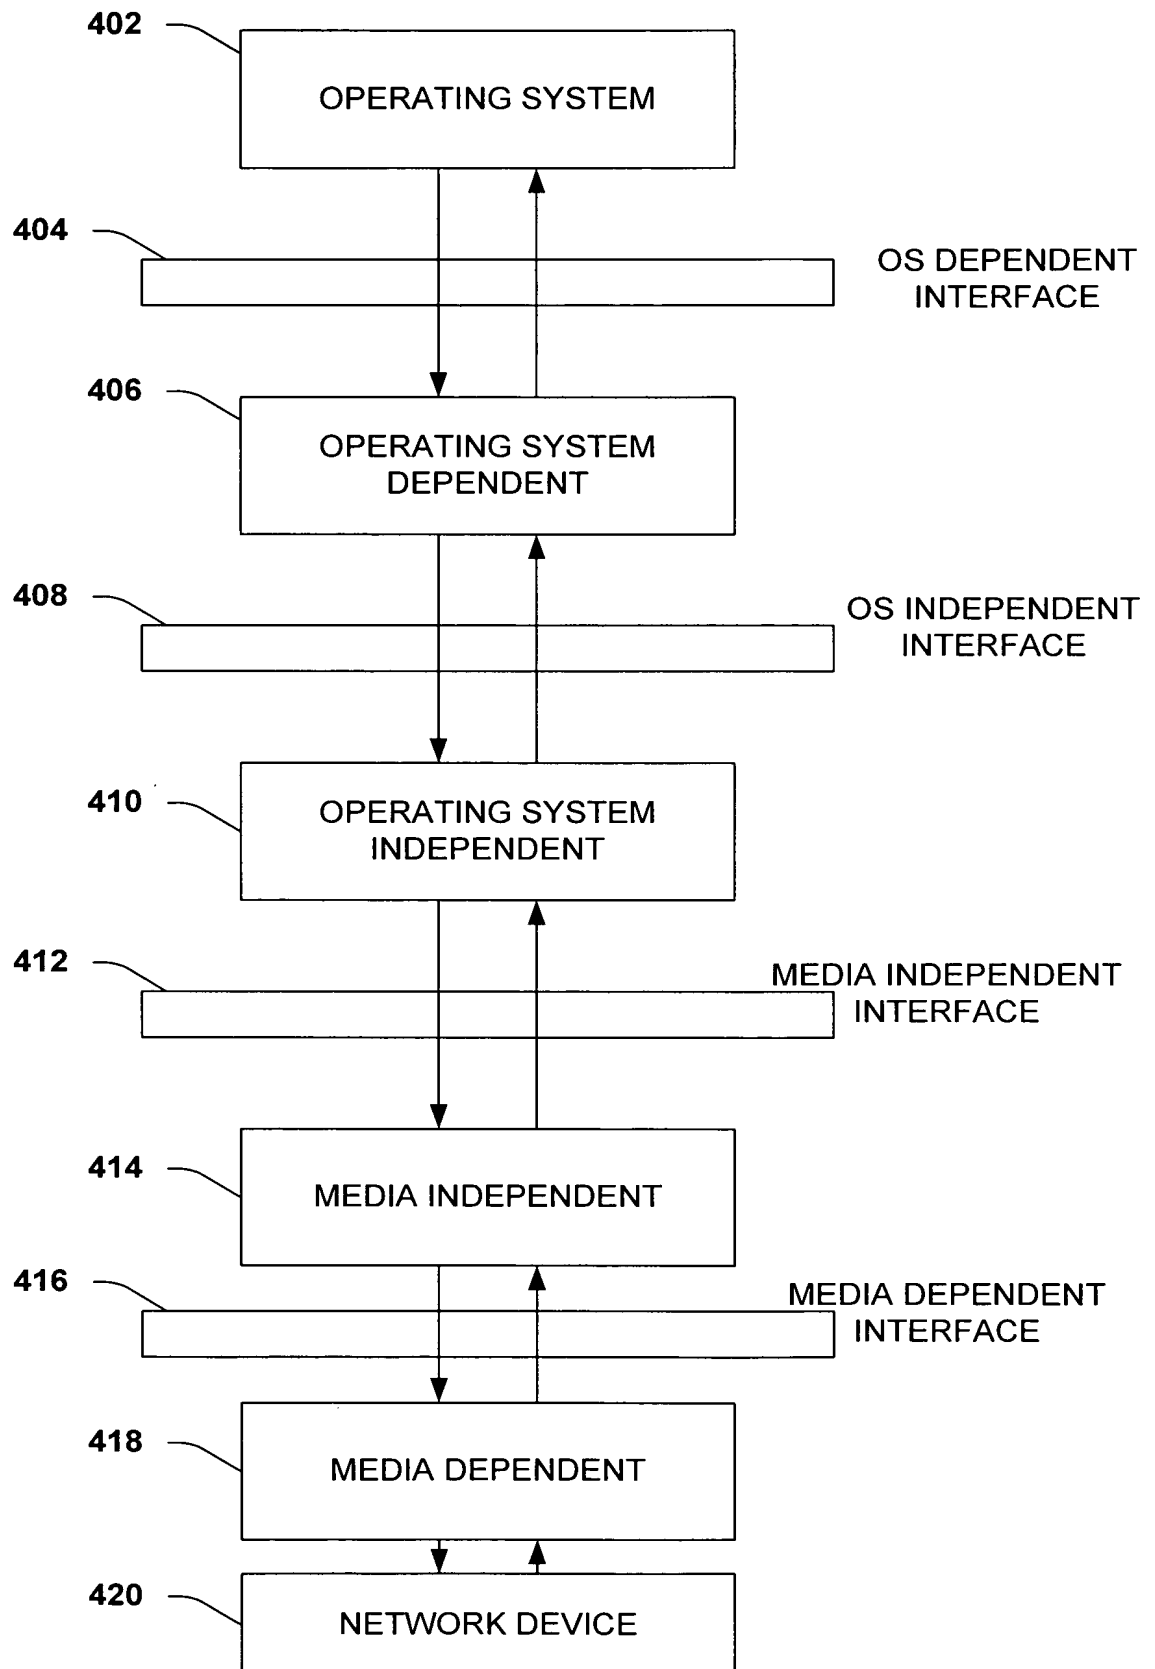 402
OPERATING SYSTEM
404
OS DEPENDENT
INTERFACE
406
OPERATING SYSTEM
DEPENDENT
408
OS INDEPENDENT
INTERFACE
410
OPERATING SYSTEM
INDEPENDENT
412
MEDIA INDEPENDENT
INTERFACE
414
MEDIA INDEPENDENT
416
MEDIA DEPENDENT
INTERFACE
418
MEDIA DEPENDENT
420
NETWORK DEVICE